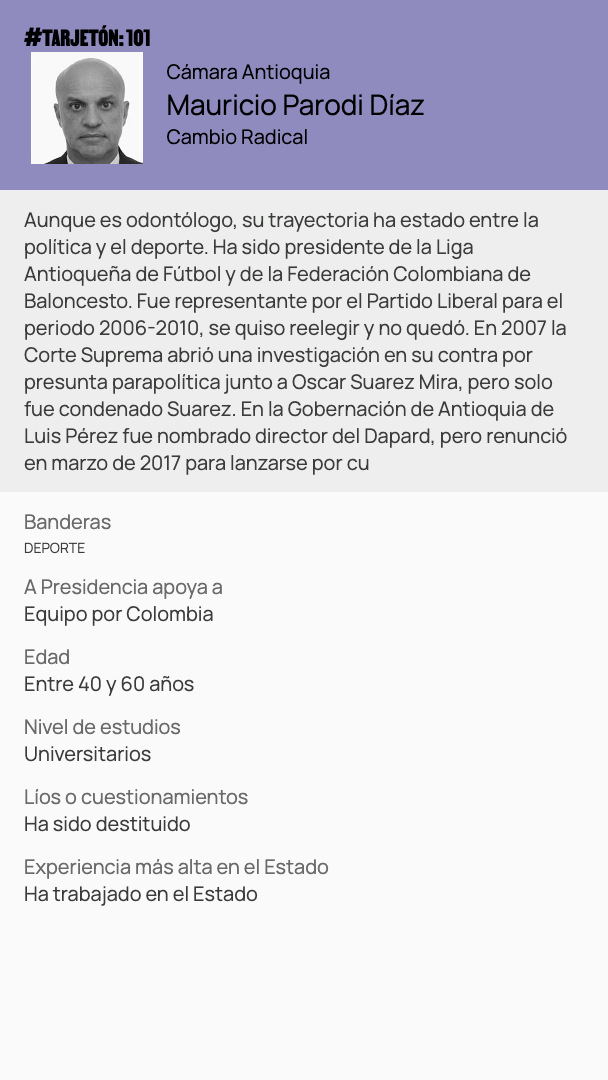 #TARJETÓN: 101
Cámara Antioquia
Mauricio Parodi Díaz
Cambio Radical
Aunque es odontólogo, su trayectoria ha estado entre la
política y el deporte. Ha sido presidente de la Liga
Antioqueña de Fútbol y de la Federación Colombiana de
Baloncesto. Fue representante por el Partido Liberal para el
periodo 2006-2010, se quiso reelegir y no quedó. En 2007 la
Corte Suprema abrió una investigación en su contra por
presunta parapolítica junto a Oscar Suarez Mira, pero solo
fue condenado Suarez. En la Gobernación de Antioquia de
Luis Pérez fue nombrado director del Dapard, pero renunció
en marzo de 2017 para lanzarse por cu
Banderas
DEPORTE
A Presidencia apoya a
Equipo por Colombia
Edad
Entre 40 y 60 años
Nivel de estudios
Universitarios
Líos o cuestionamientos
Ha sido destituido
Experiencia más alta en el Estado
Ha trabajado en el Estado